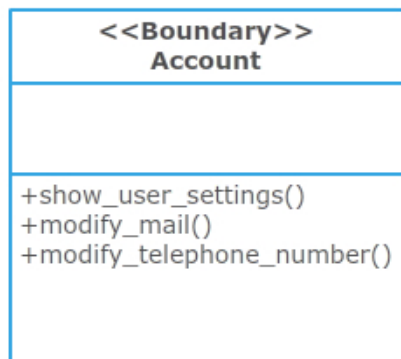 <<Boundary>>
Account
+show_user_settings()
+modify_mail()
+modify_telephone_number()